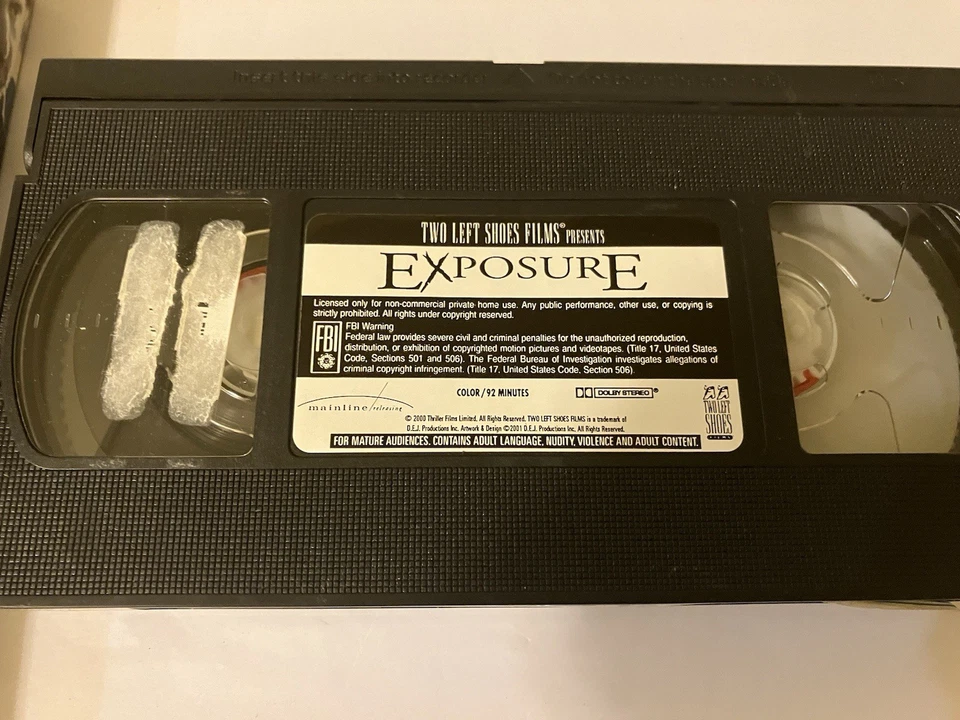 Insert this side into recorder
TWO LEFT SHOES FILMS® PRESENTS
EXPOSURE
Licensed only for non-commercial private home use. Any public performance, other use, or copying is
strictly prohibited. All rights under copyright reserved.
FBI
FBI Warning
Federal law provides severe civil and criminal penalties for the unauthorized reproduction,
distribution, or exhibition of copyrighted motion pictures and videotapes. (Title 17, United States
Code, Sections 501 and 506). The Federal Bureau of Investigation investigates allegations of
criminal copyright infringement. (Title 17, United States Code, Section 506).
mainline/releasing
COLOR/92 MINUTES
DOLBY STEREO®
© 2000 Thriller Films Limited. All Rights Reserved. TWO LEFT SHOES FILMS is a trademark of
D.E.J. Productions Inc. Artwork & Design ©2001 D.E.J. Productions Inc. All Rights Reserved.
TWO LEFT
SHOES
FILMS
FOR MATURE AUDIENCES. CONTAINS ADULT LANGUAGE, NUDITY, VIOLENCE AND ADULT CONTENT.